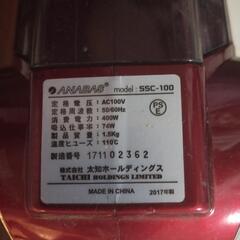 ANABAS model : SSC-100
定格電圧 : AC100V
定格周波数 : 50/60Hz
消費電力 : 400W
吸込仕事率 : 74W
質量 : 1.5Kg
温度ヒューズ : 110℃
製造番号 171102362
PS
E
株式会社 太知ホールディングス
TAICHI HOLDINGS LIMITED
MADE IN CHINA 2017年製